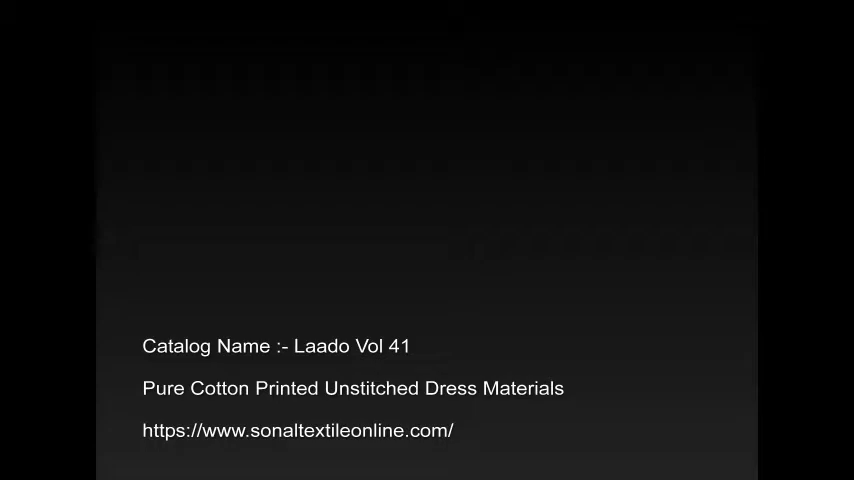 Catalog Name :- Laado Vol 41
Pure Cotton Printed Unstitched Dress Materials
https://www.sonaltextileonline.com/